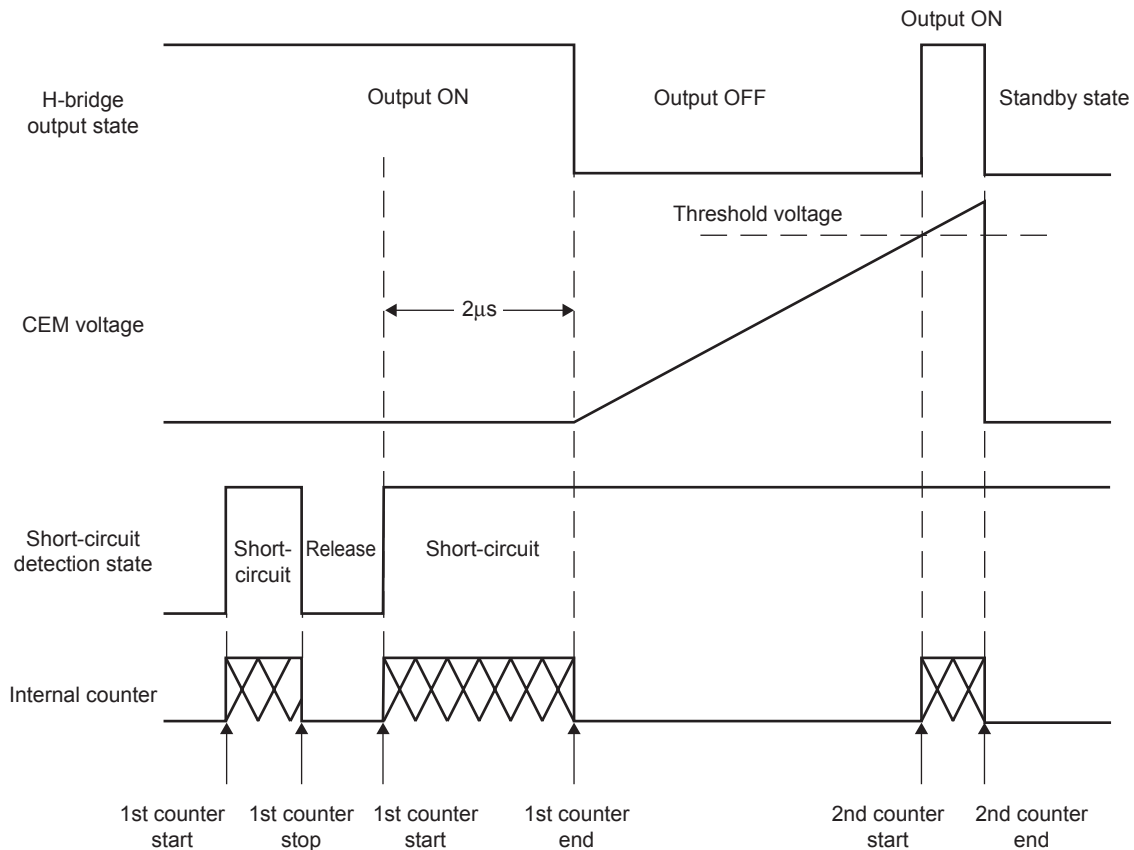 Output ON
H-bridge
output state
Output ON
Output OFF
Standby state
Threshold voltage
2μs
CEM voltage
Short-circuit
detection state
Short-
circuit
Release
Short-circuit
Internal counter
1st counter
start
1st counter
stop
1st counter
start
1st counter
end
2nd counter
start
2nd counter
end